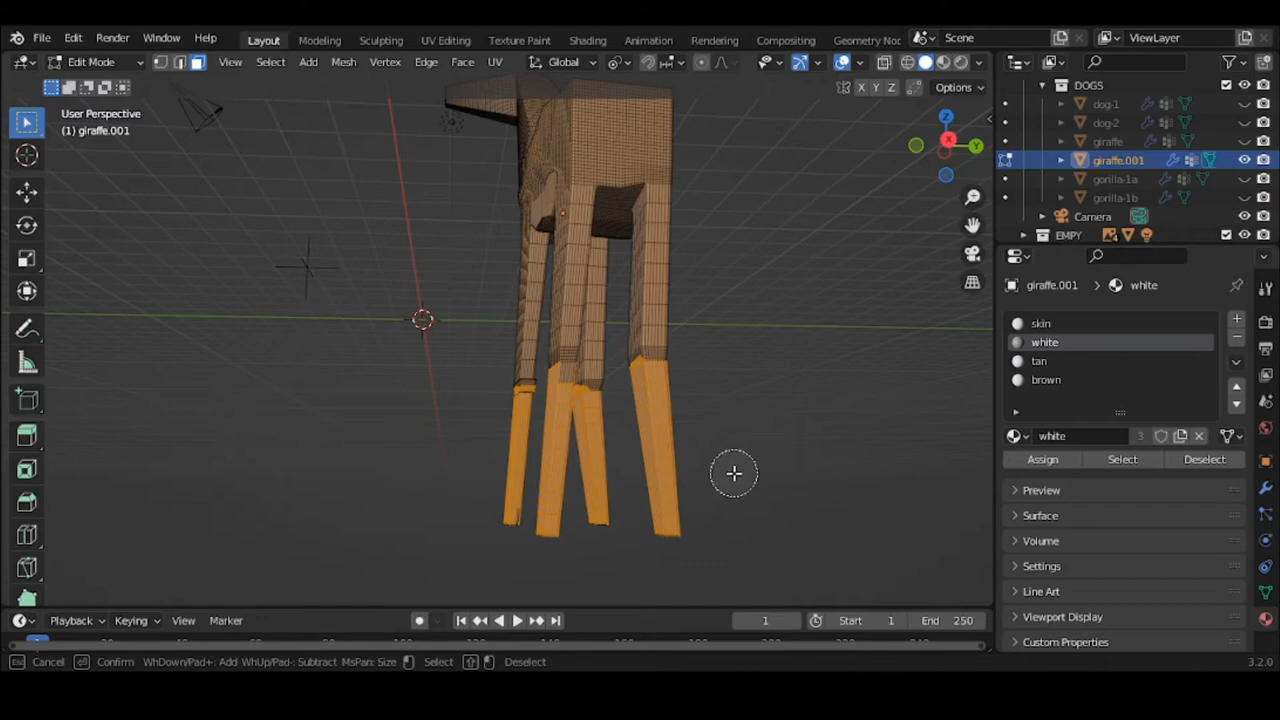 File Edit Render Window Help
Layout Modeling Sculpting UV Editing Texture Paint Shading Animation Rendering Compositing Geometry Noc
Scene
ViewLayer
Edit Mode
View Select Add Mesh Vertex Edge Face UV
Global
X Y Z
Options
User Perspective
(1) giraffe.001
Z
X
Y
DOGS
dog-1
dog-2
giraffe
giraffe.001
gorilla-1a
gorilla-1b
Camera
EMPY
4
giraffe.001 > white
skin
white
tan
brown
white 3
Assign Select Deselect
Preview
Surface
Volume
Settings
Line Art
Viewport Display
Custom Properties
Playback Keying View Marker
1
Start 1
End 250
Cancel Confirm WhDown/Pad+: Add WhUp/Pad-: Subtract MsPan: Size Select Deselect
3.2.0